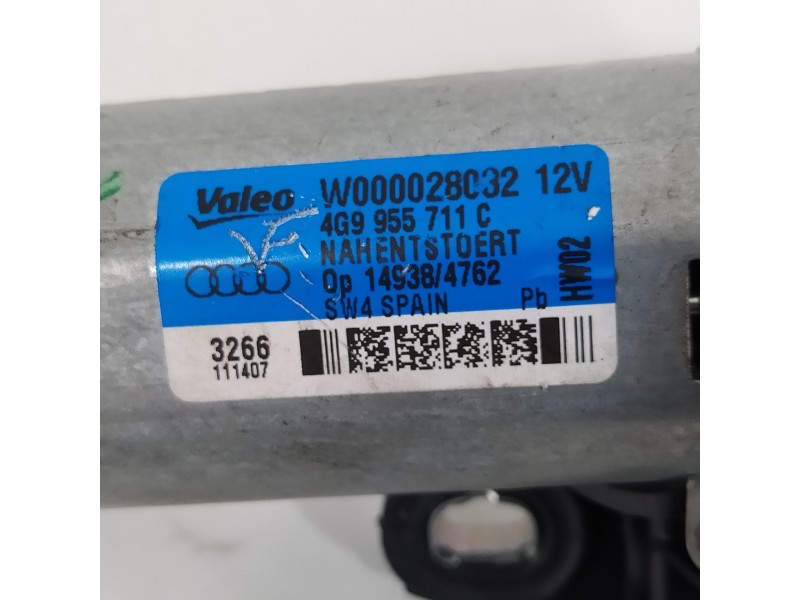 Valeo W000028032 12V
4G9 955 711 C
NAHENTSTOERT
Op 14938/4762
SW4 SPAIN Pb
HW02
3266
111407